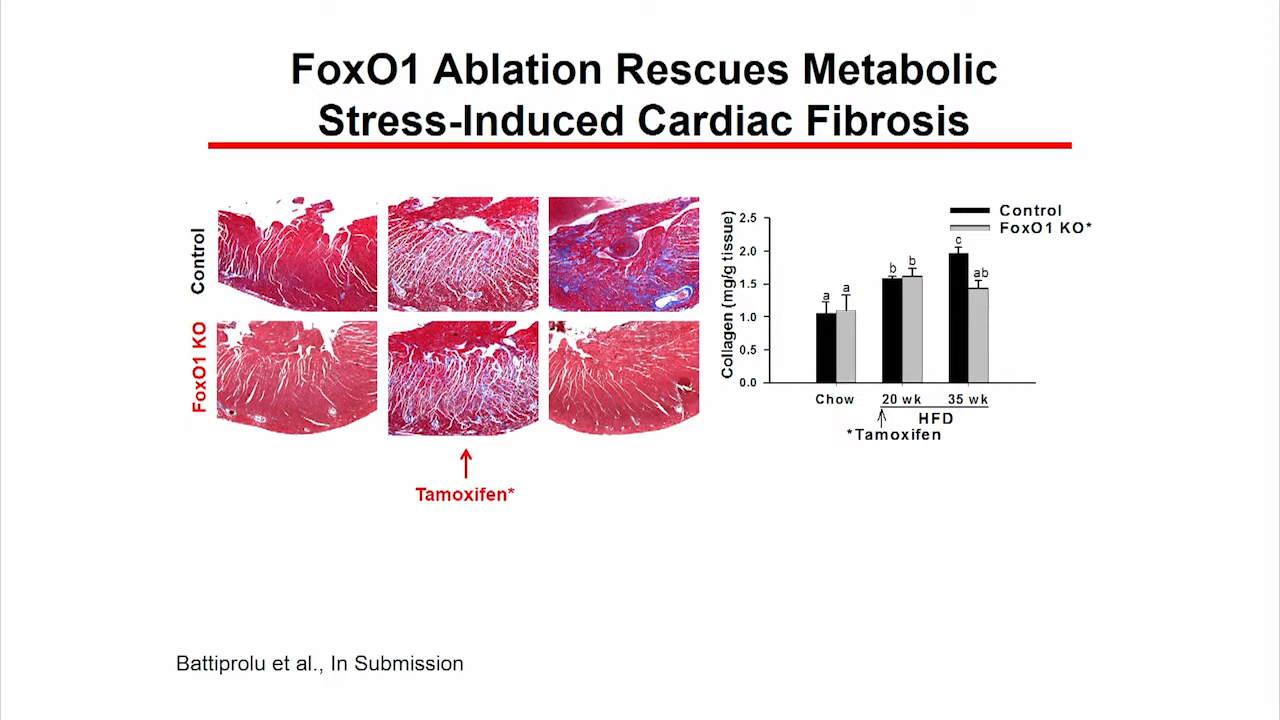 FoxO1 Ablation Rescues Metabolic
Stress-Induced Cardiac Fibrosis
Control
FoxO1 KO
Tamoxifen*
Collagen (mg/g tissue)
2.5
2.0
1.5
1.0
0.5
0.0
Control
FoxO1 KO*
a
a
b
b
c
ab
Chow
20 wk
35 wk
HFD
*Tamoxifen
Battiprolu et al., In Submission